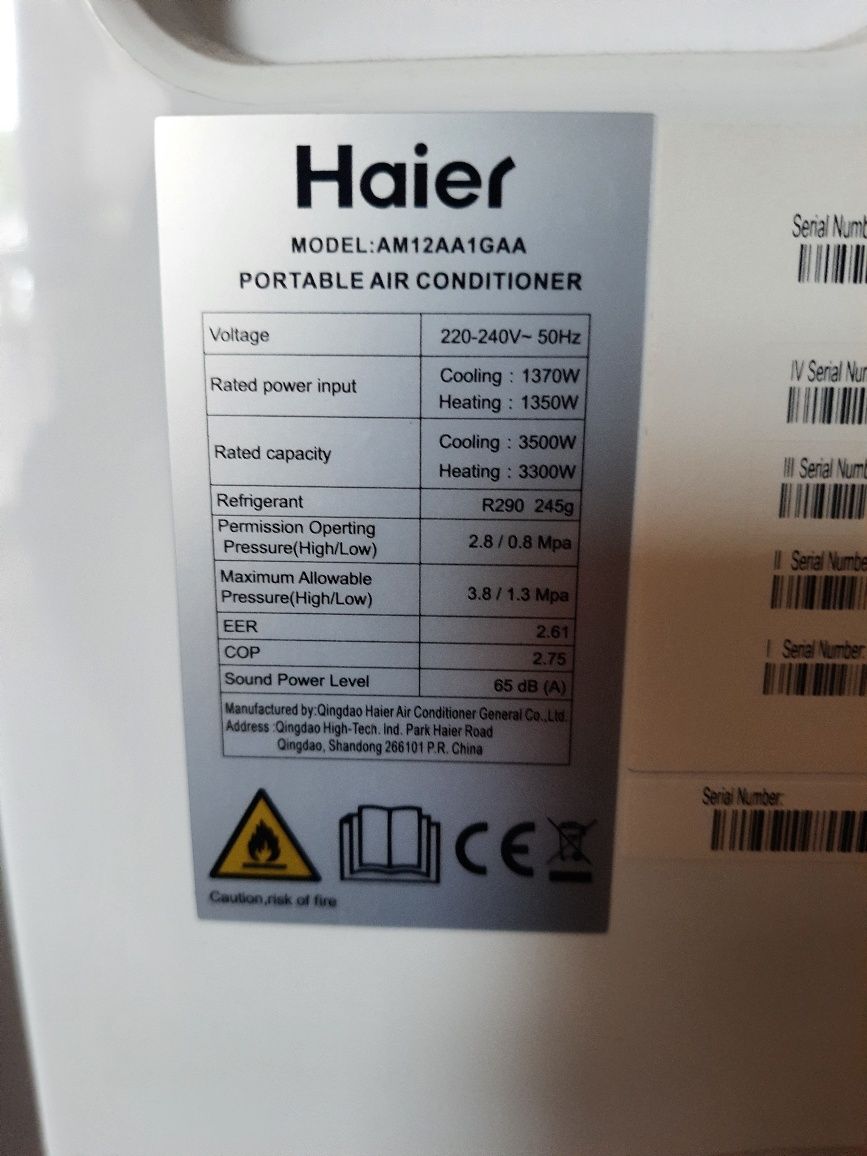 Haier
MODEL:AM12AA1GAA
PORTABLE AIR CONDITIONER
Voltage 220-240V~ 50Hz
Rated power input Cooling : 1370W
Heating : 1350W
Rated capacity Cooling : 3500W
Heating : 3300W
Refrigerant R290 245g
Permission Operting
Pressure(High/Low) 2.8 / 0.8 Mpa
Maximum Allowable
Pressure(High/Low) 3.8 / 1.3 Mpa
EER 2.61
COP 2.75
Sound Power Level 65 dB (A)
Manufactured by:Qingdao Haier Air Conditioner General Co.,Ltd.
Address :Qingdao High-Tech. Ind. Park Haier Road
Qingdao, Shandong 266101 P.R. China
CE
Caution,risk of fire
Serial Numb
IV Serial Nur
III Serial Numb
II Serial Numbe
I Serial Number:
Serial Number: